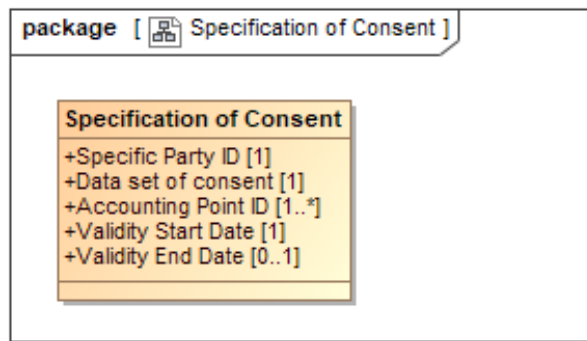 package [ Specification of Consent ]
Specification of Consent
+Specific Party ID [1]
+Data set of consent [1]
+Accounting Point ID [1..*]
+Validity Start Date [1]
+Validity End Date [0..1]